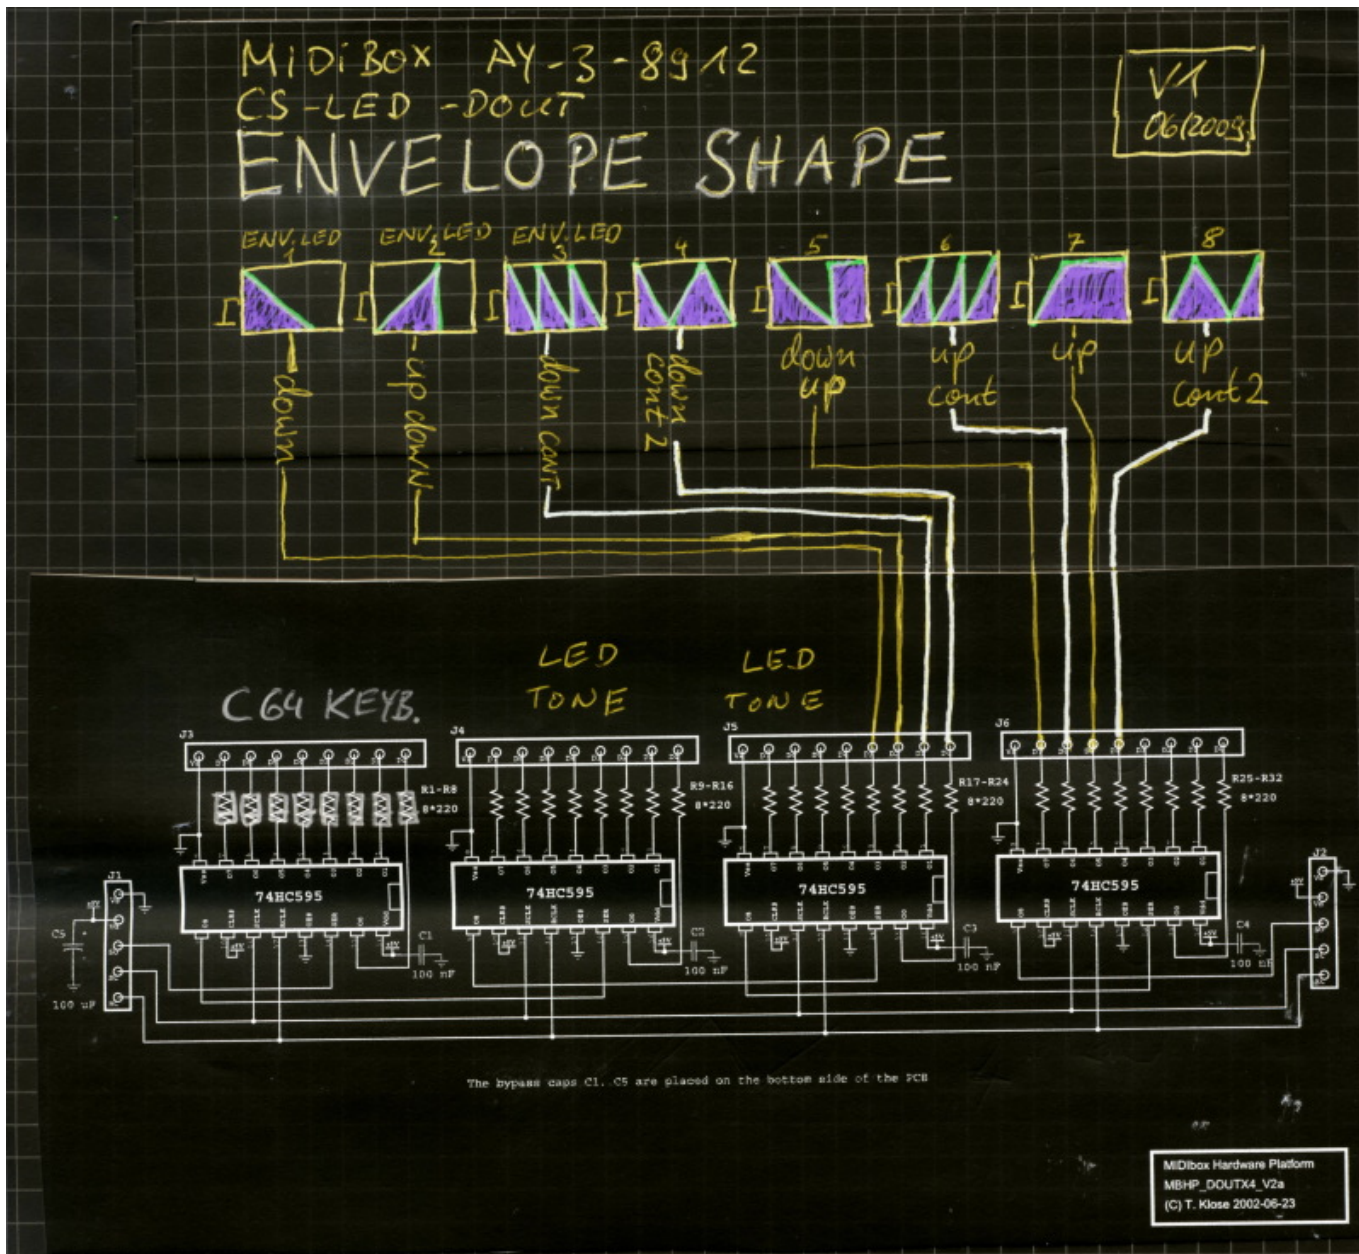 MIDIBOX AY-3-8912
CS-LED-DOUT
ENVELOPE SHAPE
V1
06/2009
ENV.LED 1
ENV.LED 2
ENV.LED 3
4
5
6
7
8
down
up down
down cont
down cont 2
down up
up cont
up
up cont 2
C64 KEYB.
LED TONE
LED TONE
J3
J4
J5
J6
R1-R8
8*220
R9-R16
8*220
R17-R24
8*220
R25-R32
8*220
74HC595
74HC595
74HC595
74HC595
J1
J2
C5
100 uF
C1
100 nF
C2
100 nF
C3
100 nF
C4
100 nF
The bypass caps C1..C5 are placed on the bottom side of the PCB
MIDIbox Hardware Platform
MBHP_DOUTX4_V2a
(C) T. Klose 2002-06-23